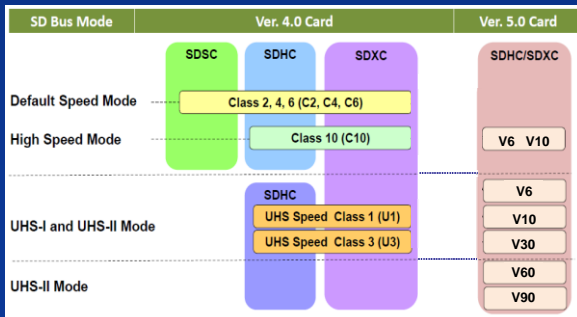 SD Bus Mode Ver. 4.0 Card Ver. 5.0 Card
SDSC SDHC SDXC SDHC/SDXC
Default Speed Mode Class 2, 4, 6 (C2, C4, C6)
High Speed Mode Class 10 (C10) V6 V10
SDHC V6
UHS-I and UHS-II Mode UHS Speed Class 1 (U1) V10
UHS Speed Class 3 (U3) V30
UHS-II Mode V60
V90